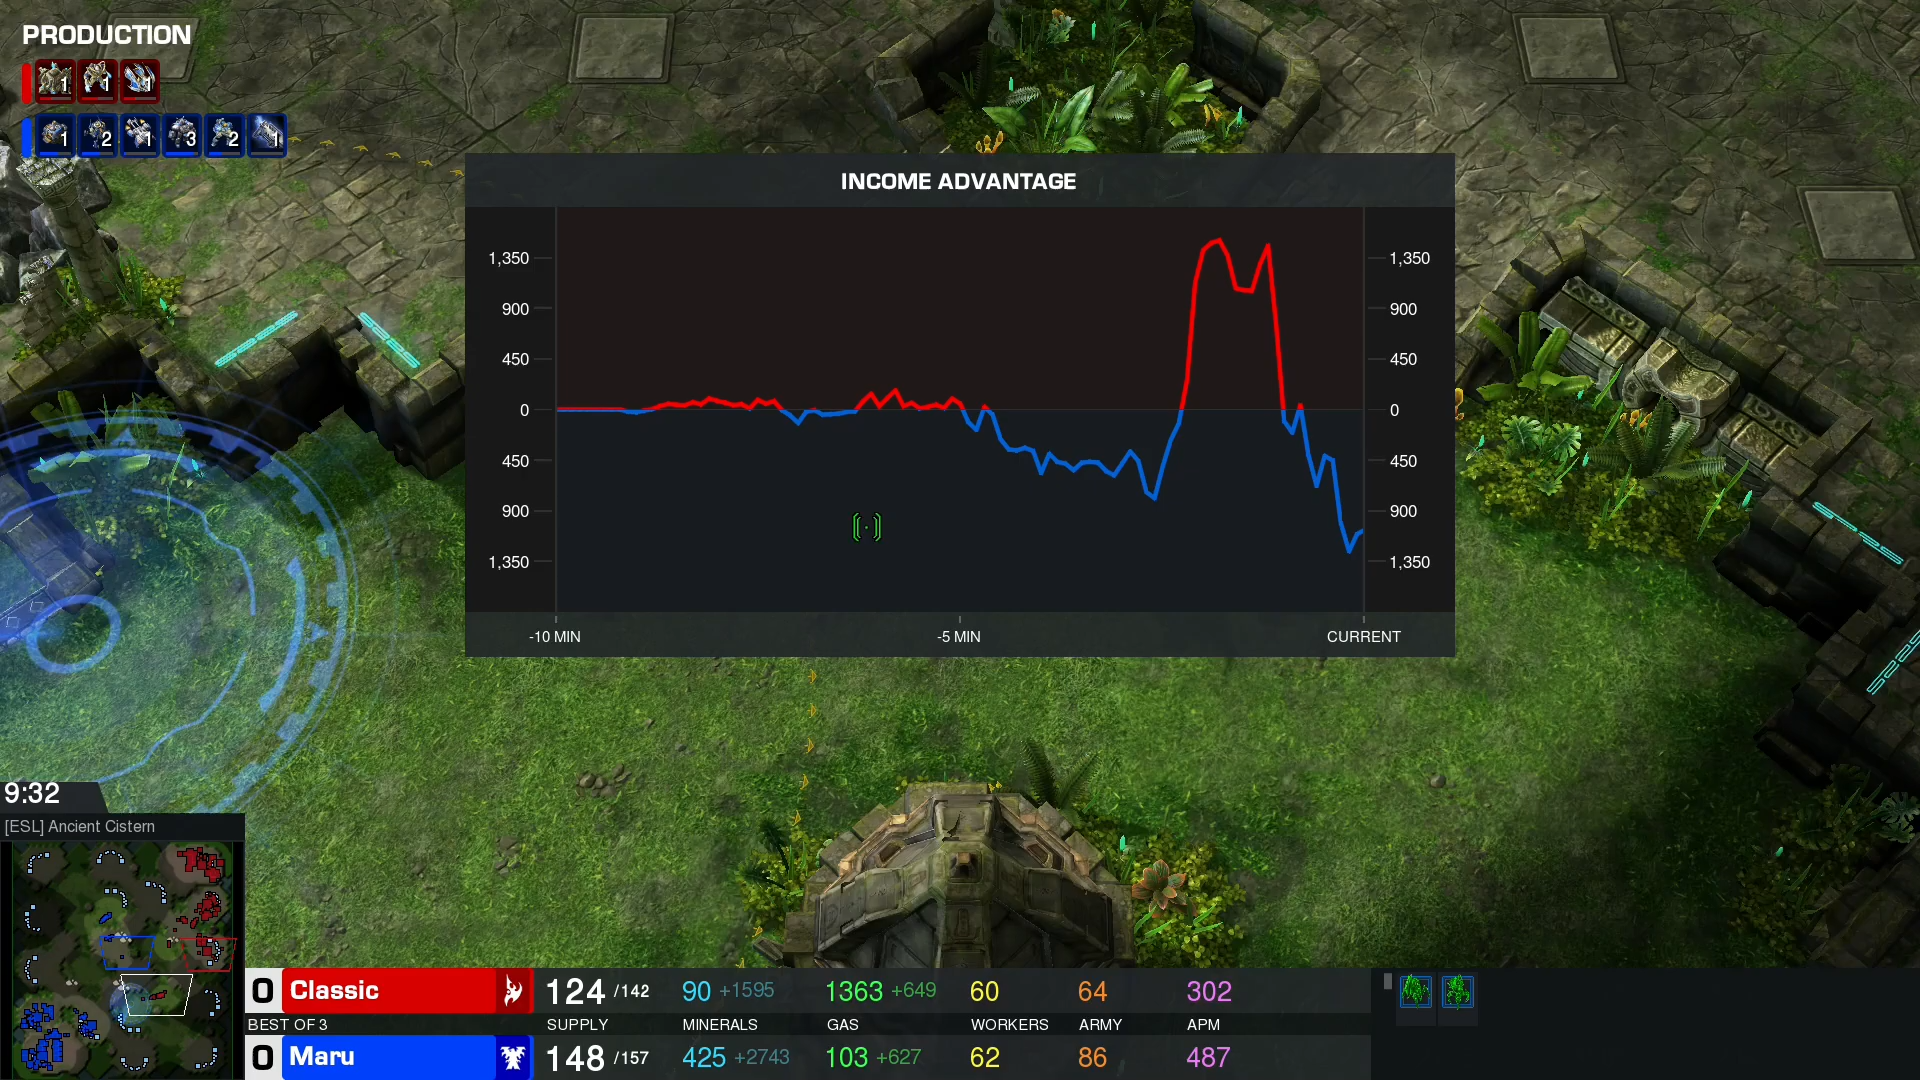 PRODUCTION
1 1 1
1 2 1 3 2 1
INCOME ADVANTAGE
1,350 1,350
900 900
450 450
0 0
450 450
900 900
1,350 1,350
-10 MIN -5 MIN CURRENT
9:32
[ESL] Ancient Cistern
0 Classic 124 /142 90 +1595 1363 +649 60 64 302
BEST OF 3 SUPPLY MINERALS GAS WORKERS ARMY APM
0 Maru 148 /157 425 +2743 103 +627 62 86 487